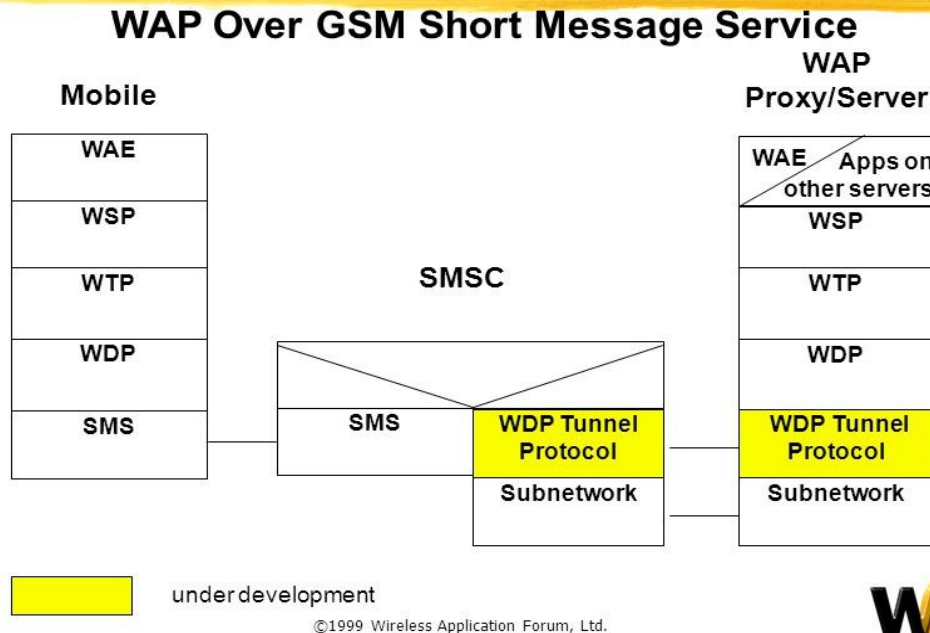 WAP Over GSM Short Message Service
Mobile
WAP
Proxy/Server
WAE
WSP
WTP
WDP
SMS
SMSC
SMS
WDP Tunnel
Protocol
Subnetwork
WAE
Apps on
other servers
WSP
WTP
WDP
WDP Tunnel
Protocol
Subnetwork
under development
©1999 Wireless Application Forum, Ltd.